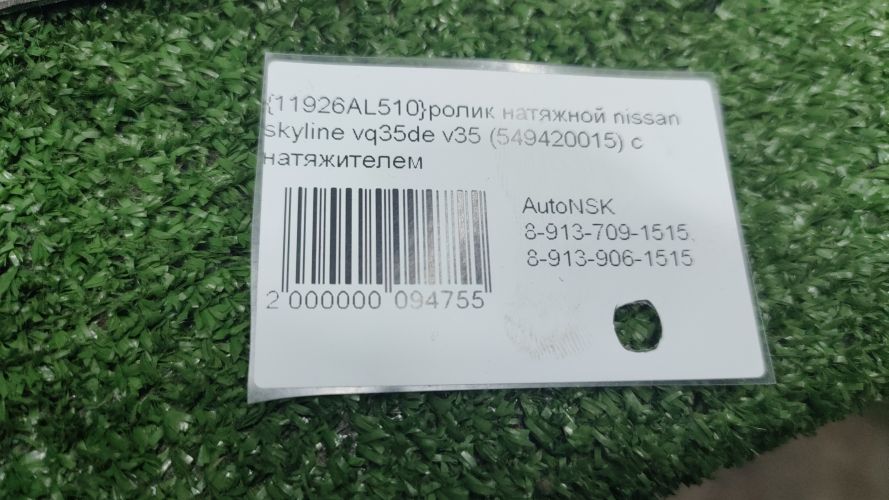 {11926AL510}ролик натяжной nissan
skyline vq35de v35 (549420015) с
натяжителем
AutoNSK
8-913-709-1515,
8-913-906-1515
2 000000 094755